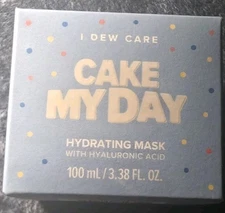 I DEW CARE
CAKE
MY DAY
HYDRATING MASK
WITH HYALURONIC ACID
100 mL / 3.38 FL. OZ.